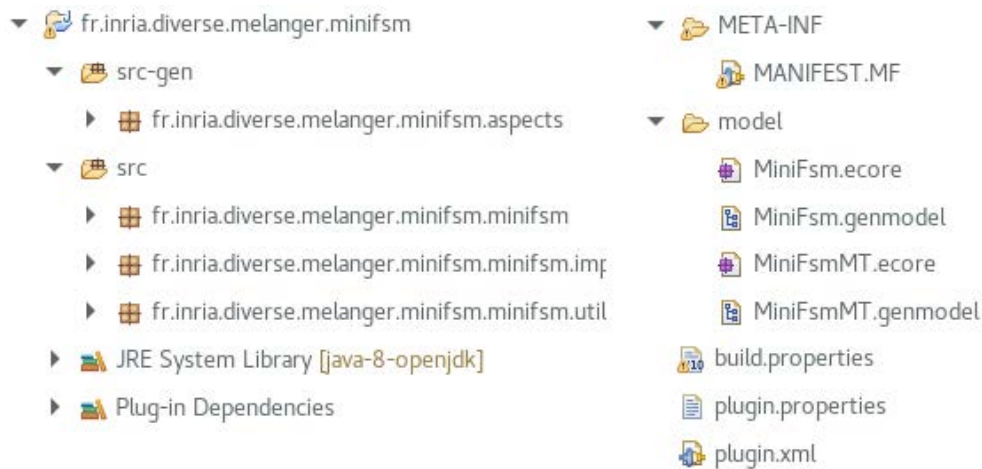 fr.inria.diverse.melanger.minifsm
src-gen
fr.inria.diverse.melanger.minifsm.aspects
src
fr.inria.diverse.melanger.minifsm.minifsm
fr.inria.diverse.melanger.minifsm.minifsm.imp
fr.inria.diverse.melanger.minifsm.minifsm.util
JRE System Library [java-8-openjdk]
Plug-in Dependencies
META-INF
MANIFEST.MF
model
MiniFsm.ecore
MiniFsm.genmodel
MiniFsmMT.ecore
MiniFsmMT.genmodel
build.properties
plugin.properties
plugin.xml